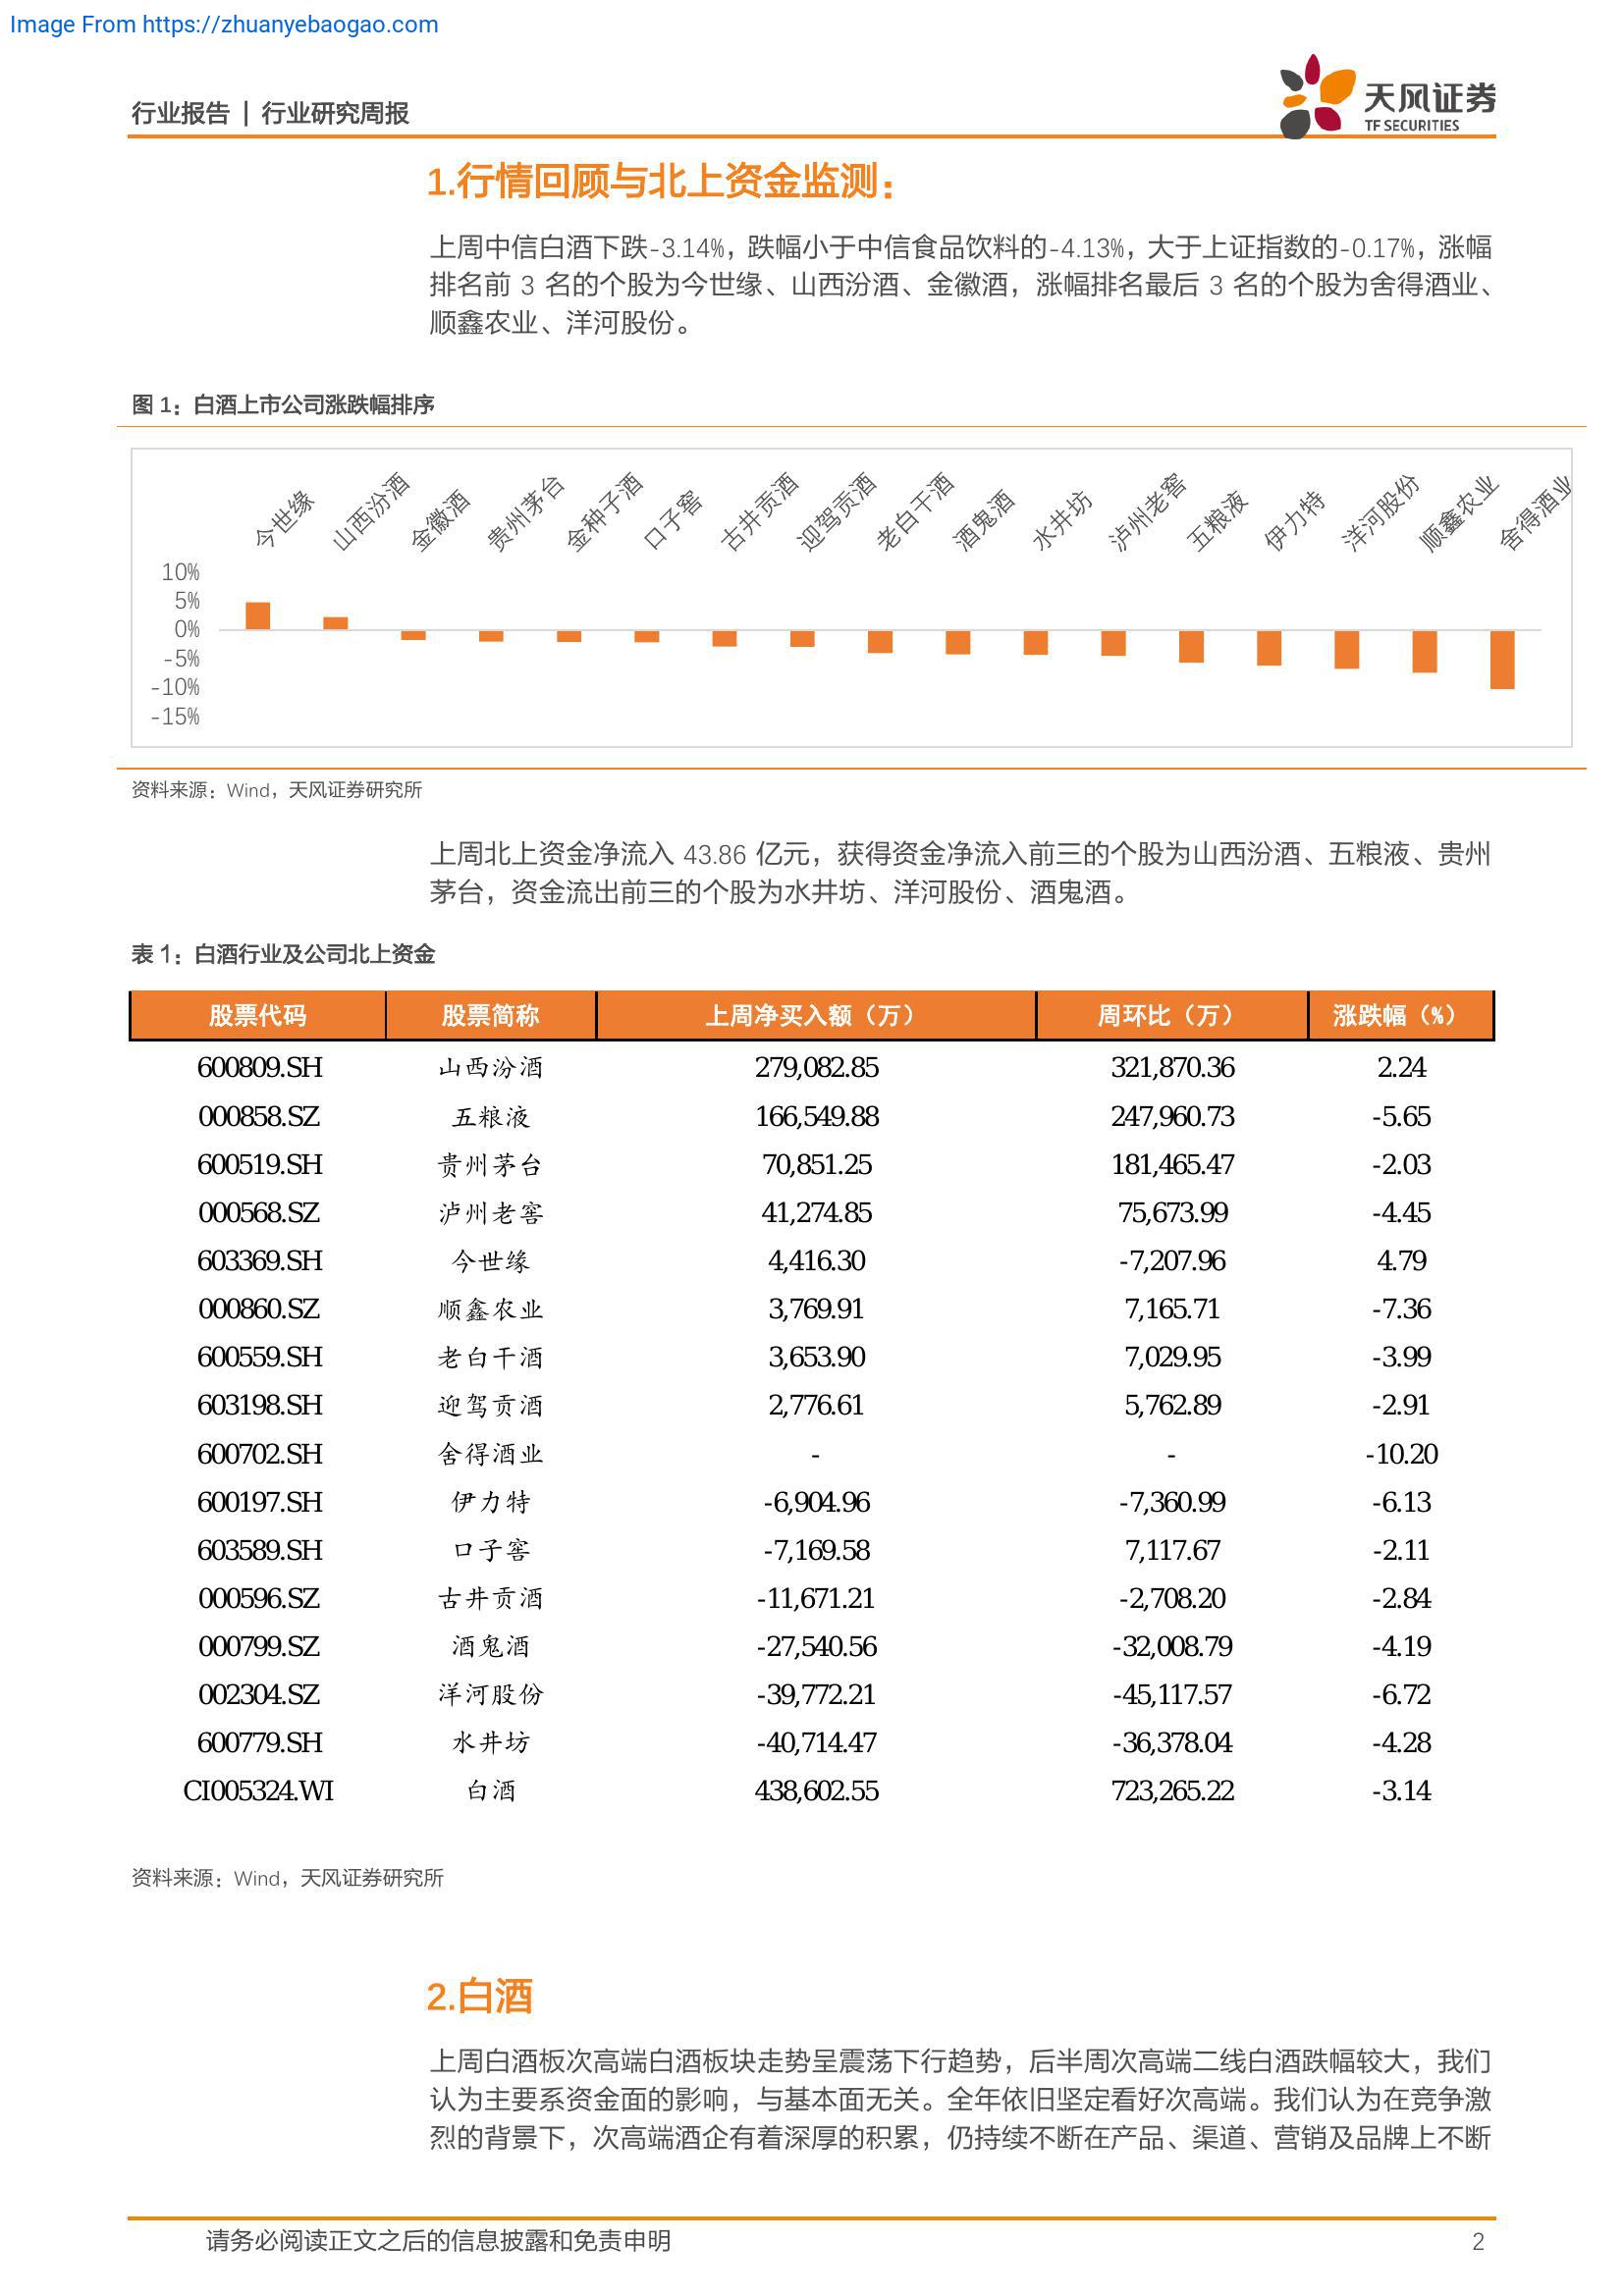 Image From https://zhuanyebaogao.com
行业报告 | 行业研究周报
天风证券
TF SECURITIES
1.行情回顾与北上资金监测：
上周中信白酒下跌-3.14%，跌幅小于中信食品饮料的-4.13%，大于上证指数的-0.17%，涨幅
排名前 3 名的个股为今世缘、山西汾酒、金徽酒，涨幅排名最后 3 名的个股为舍得酒业、
顺鑫农业、洋河股份。
图 1：白酒上市公司涨跌幅排序
今世缘 山西汾酒 金徽酒 贵州茅台 金种子酒 口子窖 古井贡酒 迎驾贡酒 老白干酒 酒鬼酒 水井坊 泸州老窖 五粮液 伊力特 洋河股份 顺鑫农业 舍得酒业
10%
5%
0%
-5%
-10%
-15%
资料来源：Wind，天风证券研究所
上周北上资金净流入 43.86 亿元，获得资金净流入前三的个股为山西汾酒、五粮液、贵州
茅台，资金流出前三的个股为水井坊、洋河股份、酒鬼酒。
表 1：白酒行业及公司北上资金
股票代码 股票简称 上周净买入额（万） 周环比（万） 涨跌幅（%）
600809.SH 山西汾酒 279,082.85 321,870.36 2.24
000858.SZ 五粮液 166,549.88 247,960.73 -5.65
600519.SH 贵州茅台 70,851.25 181,465.47 -2.03
000568.SZ 泸州老窖 41,274.85 75,673.99 -4.45
603369.SH 今世缘 4,416.30 -7,207.96 4.79
000860.SZ 顺鑫农业 3,769.91 7,165.71 -7.36
600559.SH 老白干酒 3,653.90 7,029.95 -3.99
603198.SH 迎驾贡酒 2,776.61 5,762.89 -2.91
600702.SH 舍得酒业 - - -10.20
600197.SH 伊力特 -6,904.96 -7,360.99 -6.13
603589.SH 口子窖 -7,169.58 7,117.67 -2.11
000596.SZ 古井贡酒 -11,671.21 -2,708.20 -2.84
000799.SZ 酒鬼酒 -27,540.56 -32,008.79 -4.19
002304.SZ 洋河股份 -39,772.21 -45,117.57 -6.72
600779.SH 水井坊 -40,714.47 -36,378.04 -4.28
CI005324.WI 白酒 438,602.55 723,265.22 -3.14
资料来源：Wind，天风证券研究所
2.白酒
上周白酒板次高端白酒板块走势呈震荡下行趋势，后半周次高端二线白酒跌幅较大，我们
认为主要系资金面的影响，与基本面无关。全年依旧坚定看好次高端。我们认为在竞争激
烈的背景下，次高端酒企有着深厚的积累，仍持续不断在产品、渠道、营销及品牌上不断
请务必阅读正文之后的信息披露和免责申明
2